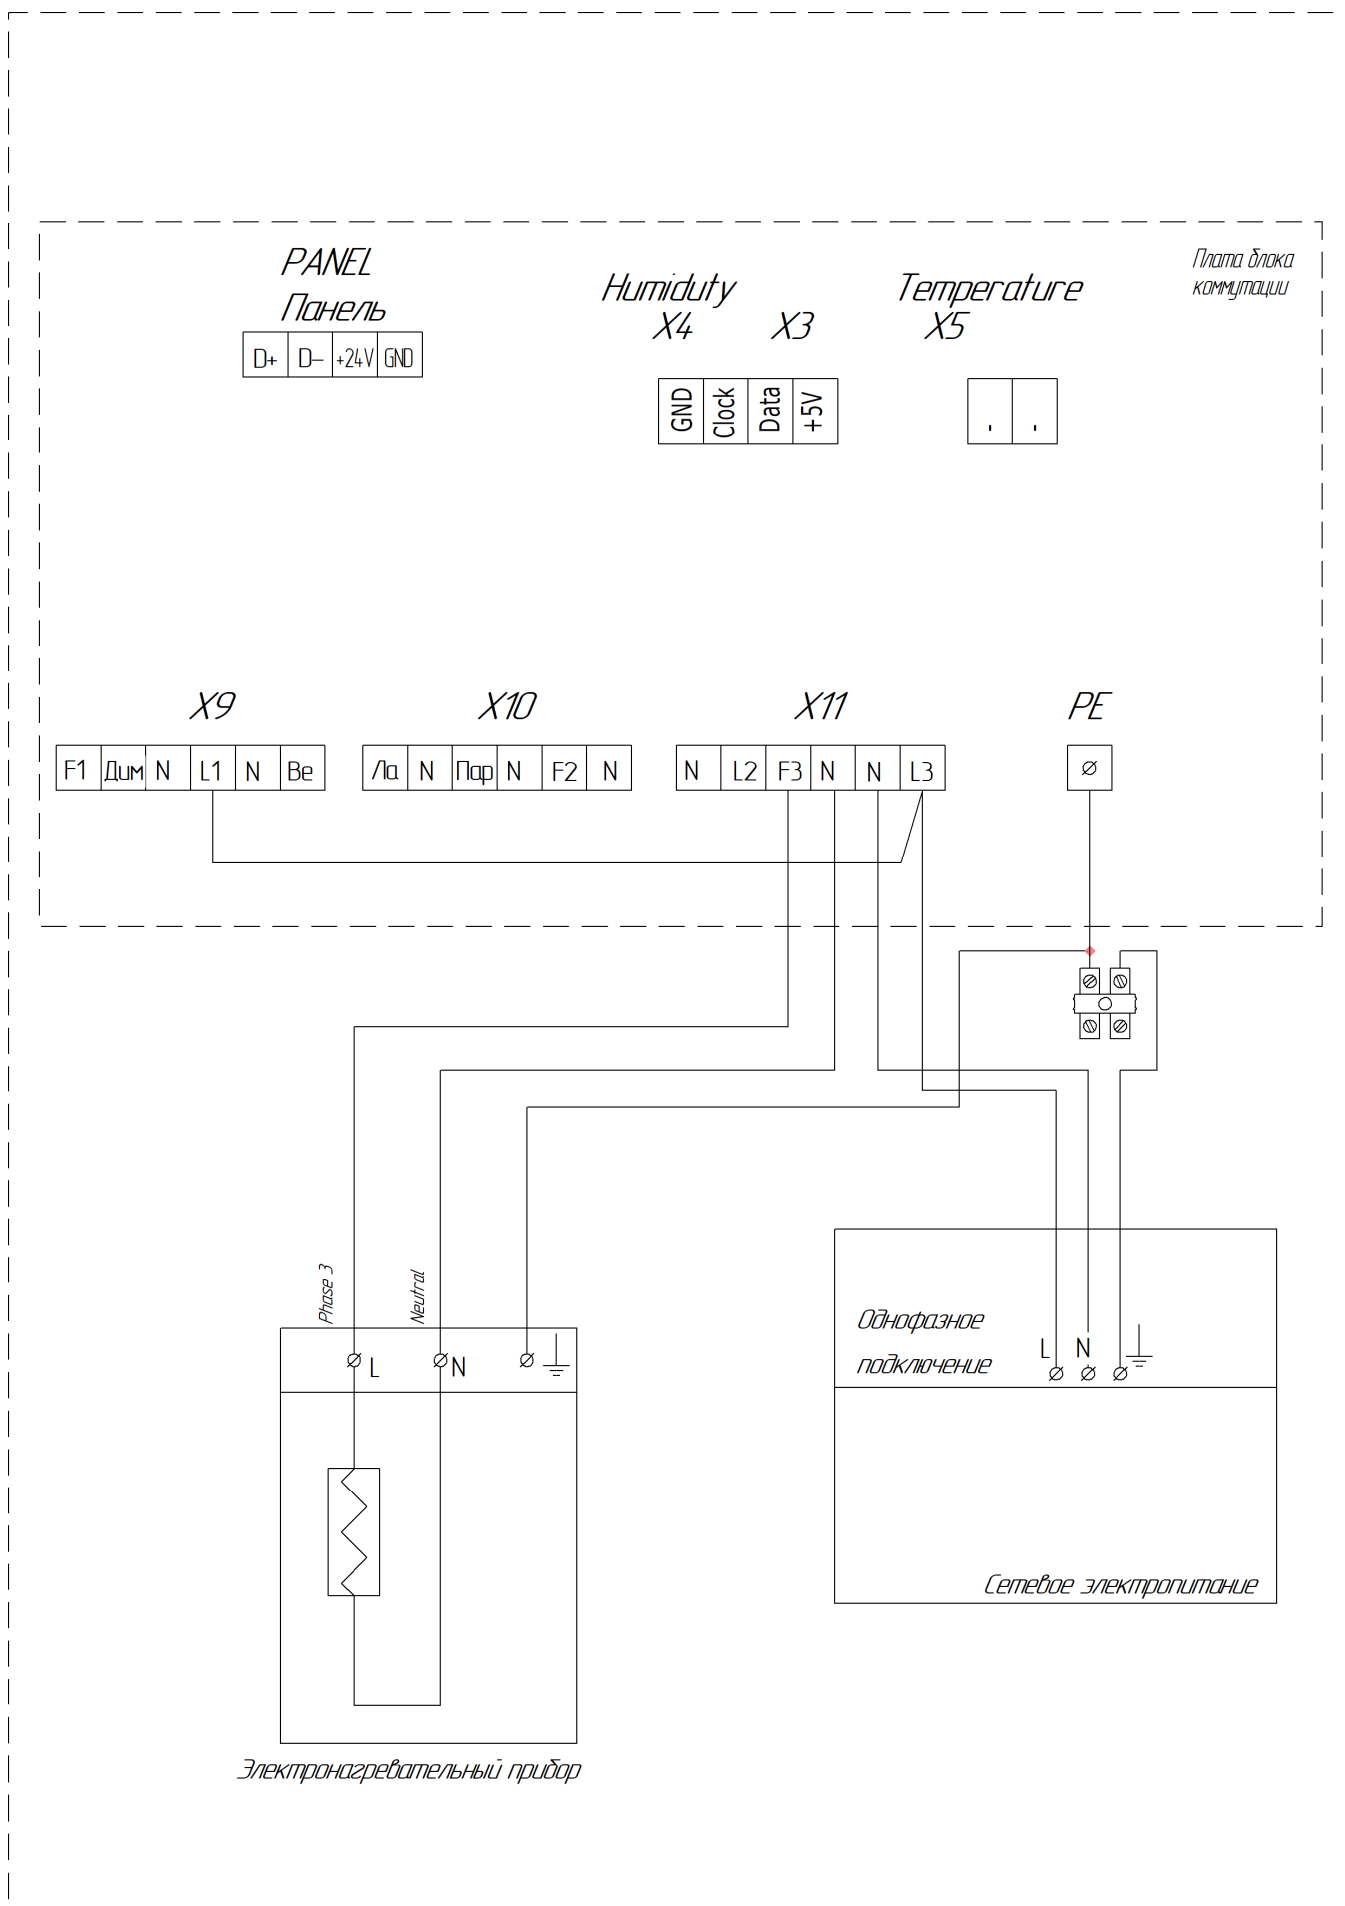 PANEL
Панель
D+ D- +24V GND
Humiduty
X4 X3
GND Clock Data +5V
Temperature
X5
- -
Плата блока
коммутации
X9
F1 Дим N L1 N Ве
X10
Ла N Пар N F2 N
X11
N L2 F3 N N L3
PE
Phase 3
Neutral
L N
Электронагревательный прибор
Однофазное
подключение
L N
Сетевое электропитание